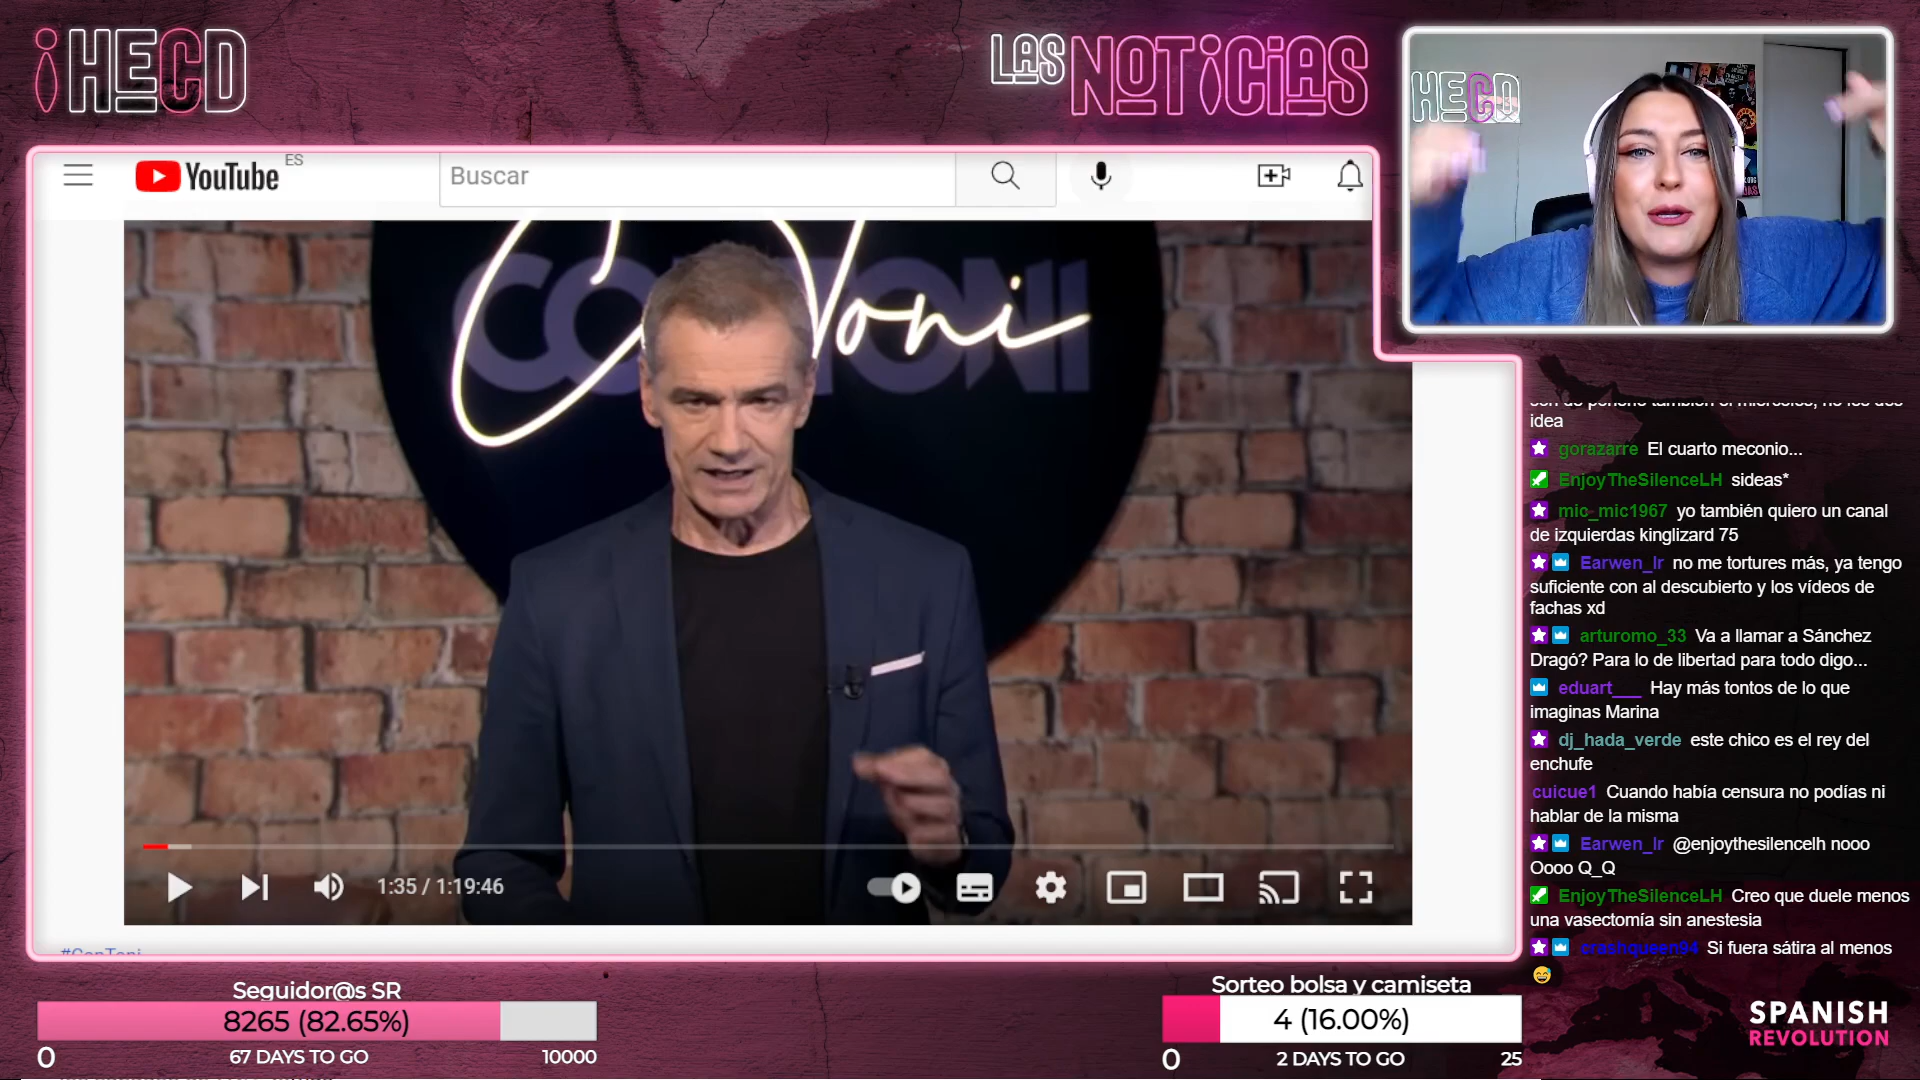 ¡HECD
LAS NOTICIAS
HECD
YouTube ES
Buscar
Con Toni
CONTONI
1:35 / 1:19:46
#ConToni
idea
gorazarre El cuarto meconio...
EnjoyTheSilenceLH sideas*
mic_mic1967 yo también quiero un canal
de izquierdas kinglizard 75
Earwen_lr no me tortures más, ya tengo
suficiente con al descubierto y los vídeos de
fachas xd
arturomo_33 Va a llamar a Sánchez
Dragó? Para lo de libertad para todo digo...
eduart___ Hay más tontos de lo que
imaginas Marina
dj_hada_verde este chico es el rey del
enchufe
cuicue1 Cuando había censura no podías ni
hablar de la misma
Earwen_lr @enjoythesilencelh nooo
Oooo Q_Q
EnjoyTheSilenceLH Creo que duele menos
una vasectomía sin anestesia
crashqueen94 Si fuera sátira al menos
😅
Seguidor@s SR
8265 (82.65%)
0 67 DAYS TO GO 10000
Sorteo bolsa y camiseta
4 (16.00%)
0 2 DAYS TO GO 25
SPANISH
REVOLUTION